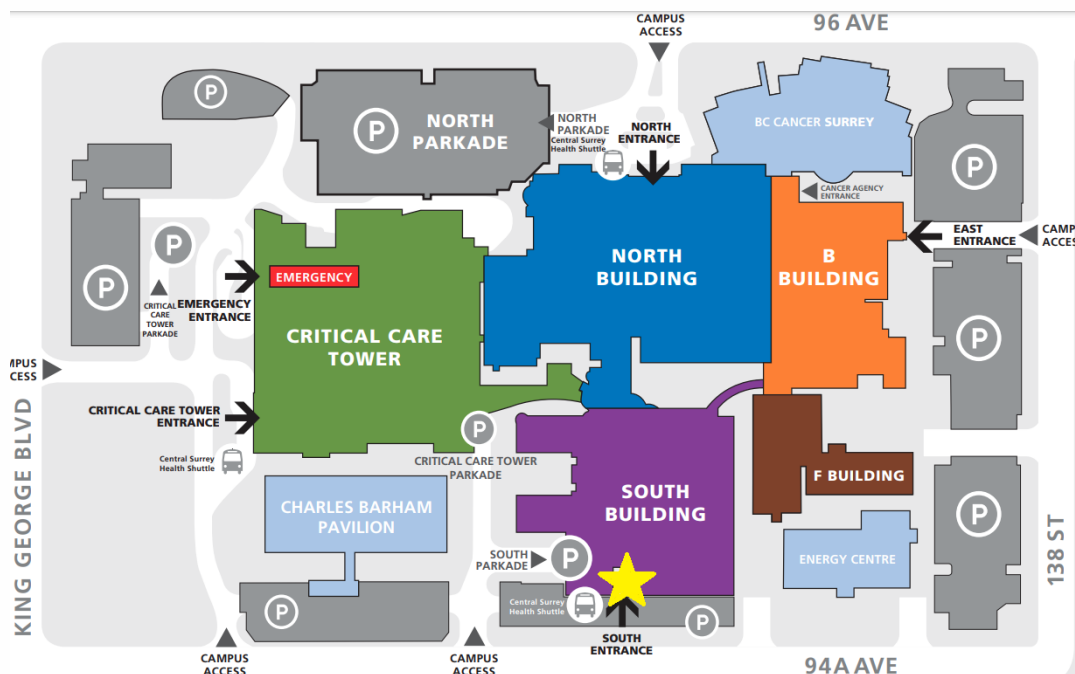 CAMPUS
ACCESS
96 AVE
P
P
NORTH
PARKADE
NORTH
PARKADE
Central Surrey
Health Shuttle
NORTH
ENTRANCE
BC CANCER SURREY
P
CANCER AGENCY
ENTRANCE
P
P
EMERGENCY
EMERGENCY
ENTRANCE
CRITICAL
CARE
TOWER
PARKADE
CRITICAL CARE
TOWER
NORTH
BUILDING
B
BUILDING
EAST
ENTRANCE
CAMPU
ACCES
P
MPUS
CCESS
CRITICAL CARE TOWER
ENTRANCE
Central Surrey
Health Shuttle
P
CRITICAL CARE TOWER
PARKADE
F BUILDING
SOUTH
BUILDING
CHARLES BARHAM
PAVILION
P
SOUTH
PARKADE
P
ENERGY CENTRE
KING GEORGE BLVD
138 ST
P
Central Surrey
Health Shuttle
P
SOUTH
ENTRANCE
CAMPUS
ACCESS
CAMPUS
ACCESS
94A AVE